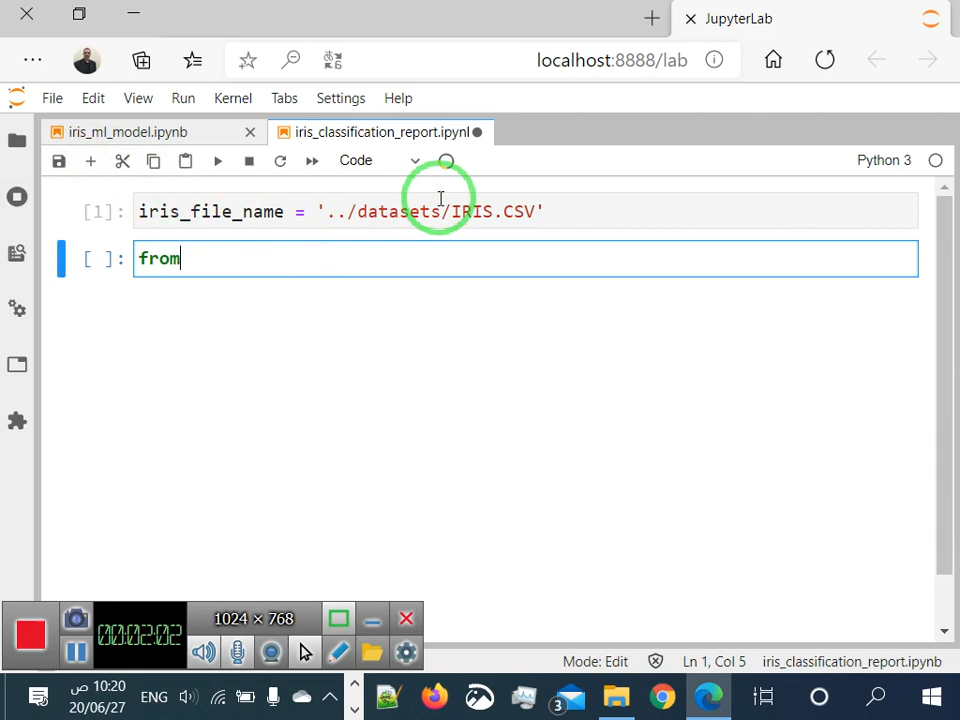 JupyterLab
localhost:8888/lab
File Edit View Run Kernel Tabs Settings Help
iris_ml_model.ipynb
iris_classification_report.ipynl
Code
Python 3
[1]: iris_file_name = '../datasets/IRIS.CSV'
[ ]: from
1024 × 768
00:02:02
Mode: Edit
Ln 1, Col 5
iris_classification_report.ipynb
10:20 ص
20/06/27
ENG
3